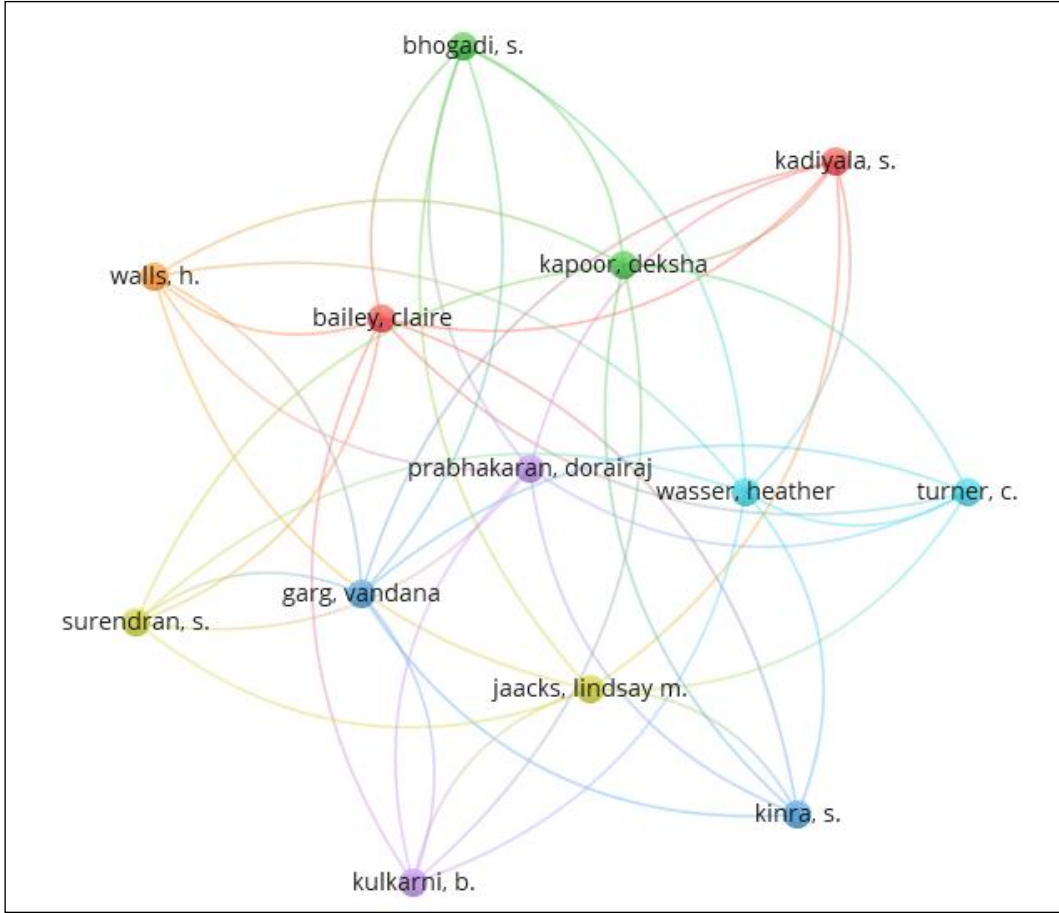 bhogadi, s.
kadiyala, s.
kapoor, deksha
walls, h.
bailey, claire
prabhakaran, dorairaj
wasser, heather
turner, c.
garg, vandana
surendran, s.
jaacks, lindsay m.
kinra, s.
kulkarni, b.